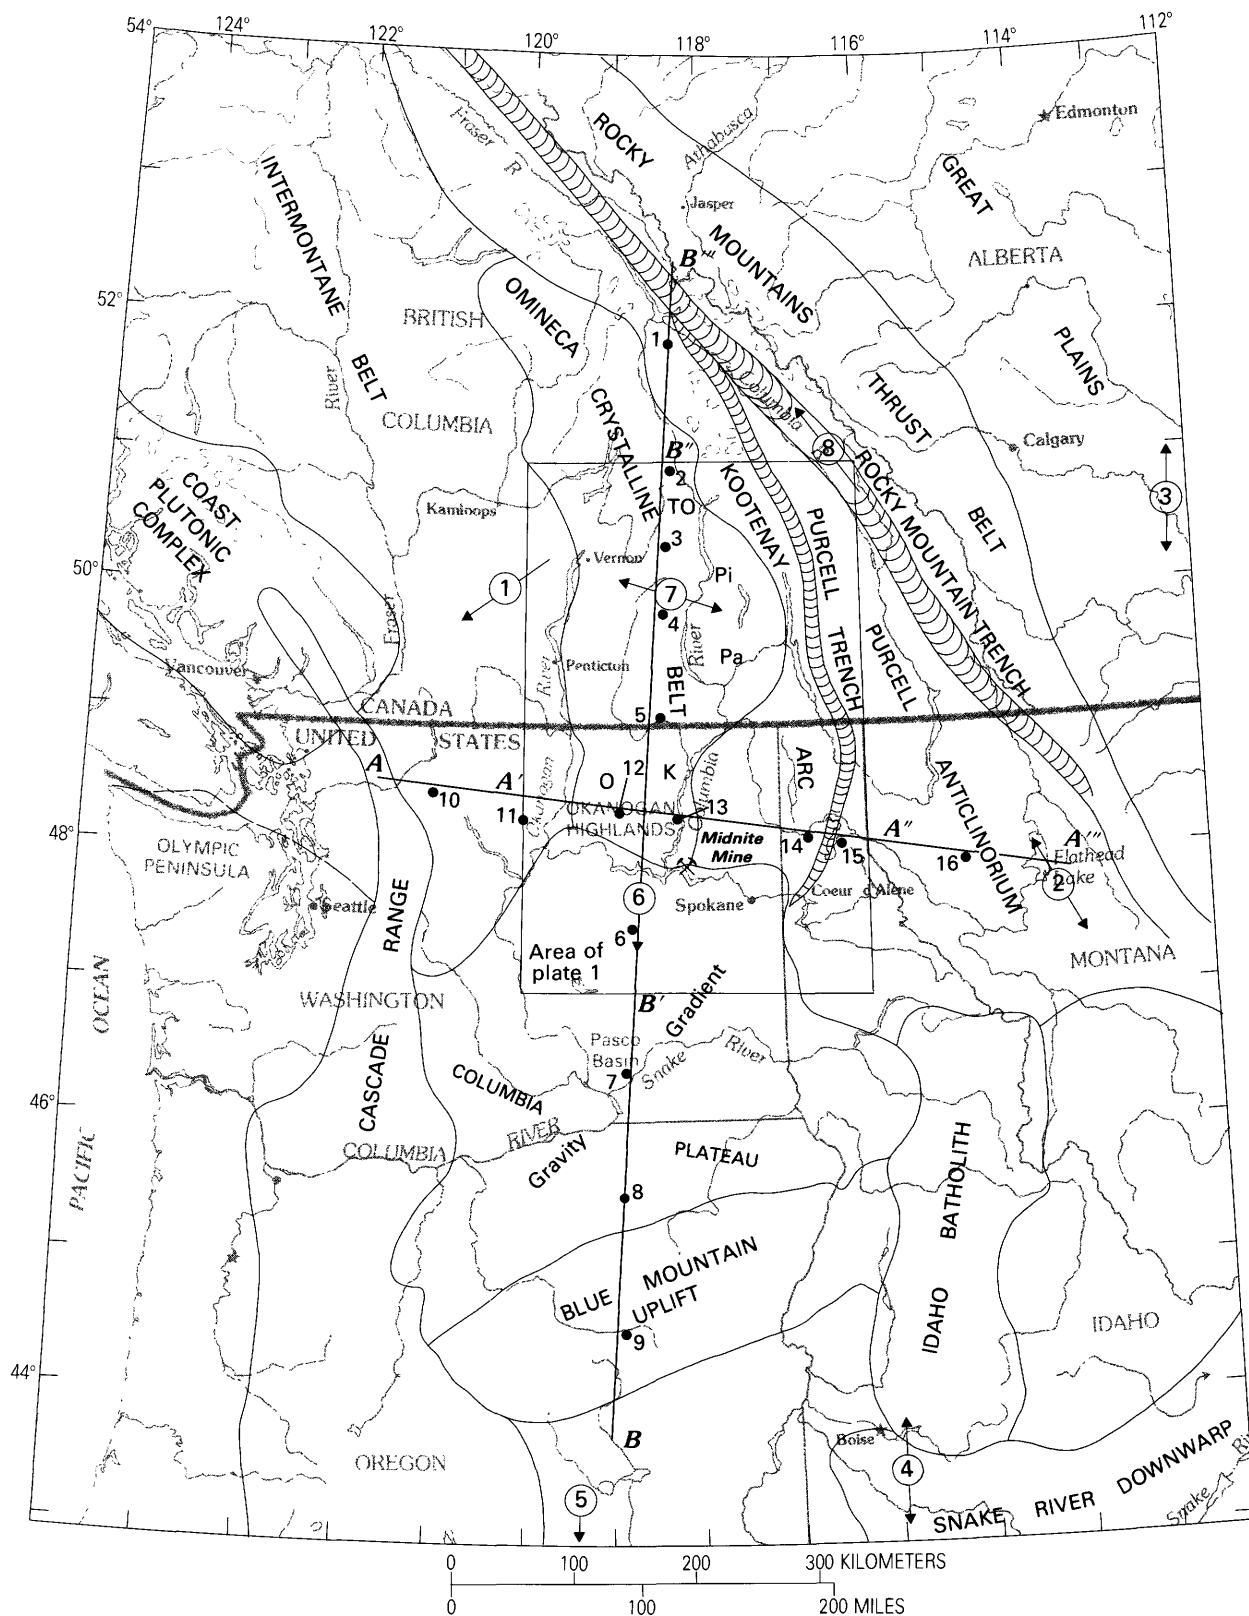 54°
124°
122°
120°
118°
116°
114°
112°
52°
50°
48°
46°
44°
Fraser R
ROCKY
MOUNTAINS
THRUST
BELT
Athabasca
Jasper
Edmonton
GREAT
PLAINS
ALBERTA
INTERMONTANE
BELT
BRITISH
COLUMBIA
River
Fraser
OMINECA
CRYSTALLINE
BELT
B'''
1
Columbia
8
Calgary
3
B''
2
TO
3
KOOTENAY
ARC
PURCELL
TRENCH
ROCKY MOUNTAIN TRENCH
PURCELL
ANTICLINORIUM
COAST
PLUTONIC
COMPLEX
Kamloops
Vernon
1
7
4
Pi
River
Pa
Vancouver
River
Penticton
5
CANADA
UNITED STATES
A
A'
10
11
Okanogan
O
12
K
Columbia
OKANOGAN
HIGHLANDS
13
Midnite
Mine
14
15
A''
16
A'''
Flathead
Lake
2
OLYMPIC
PENINSULA
Seattle
Spokane
Coeur d'Alene
6
6
Area of
plate 1
CASCADE
RANGE
WASHINGTON
MONTANA
PACIFIC
OCEAN
B'
Gravity
Gradient
Pasco
Basin
7
Snake
River
COLUMBIA
PLATEAU
COLUMBIA
RIVER
8
BLUE MOUNTAIN
UPLIFT
9
IDAHO
BATHOLITH
IDAHO
B
OREGON
5
Boise
4
SNAKE RIVER DOWNWARP
Snake
0 100 200 300 KILOMETERS
0 100 200 MILES